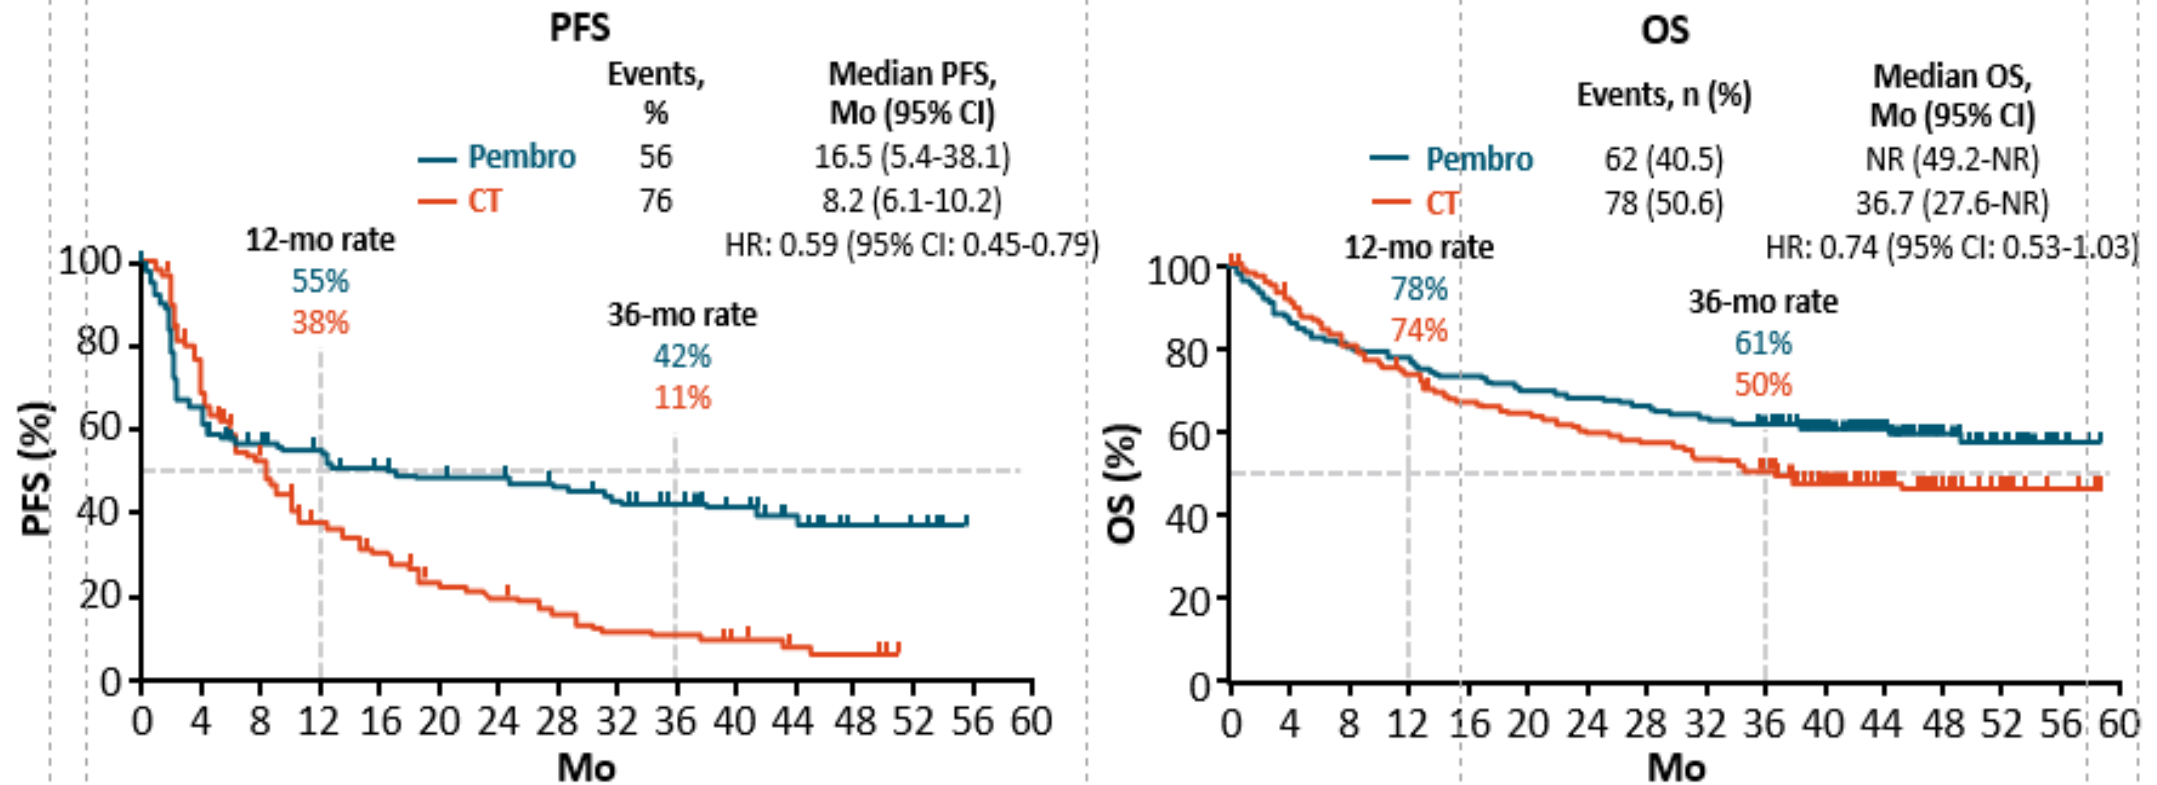 PFS
Events, %
Median PFS, Mo (95% CI)
Pembro 56 16.5 (5.4-38.1)
CT 76 8.2 (6.1-10.2)
HR: 0.59 (95% CI: 0.45-0.79)
12-mo rate
55%
38%
36-mo rate
42%
11%
PFS (%)
100
80
60
40
20
0
0 4 8 12 16 20 24 28 32 36 40 44 48 52 56 60
Mo
OS
Events, n (%)
Median OS, Mo (95% CI)
Pembro 62 (40.5) NR (49.2-NR)
CT 78 (50.6) 36.7 (27.6-NR)
HR: 0.74 (95% CI: 0.53-1.03)
12-mo rate
78%
74%
36-mo rate
61%
50%
OS (%)
100
80
60
40
20
0
0 4 8 12 16 20 24 28 32 36 40 44 48 52 56 60
Mo